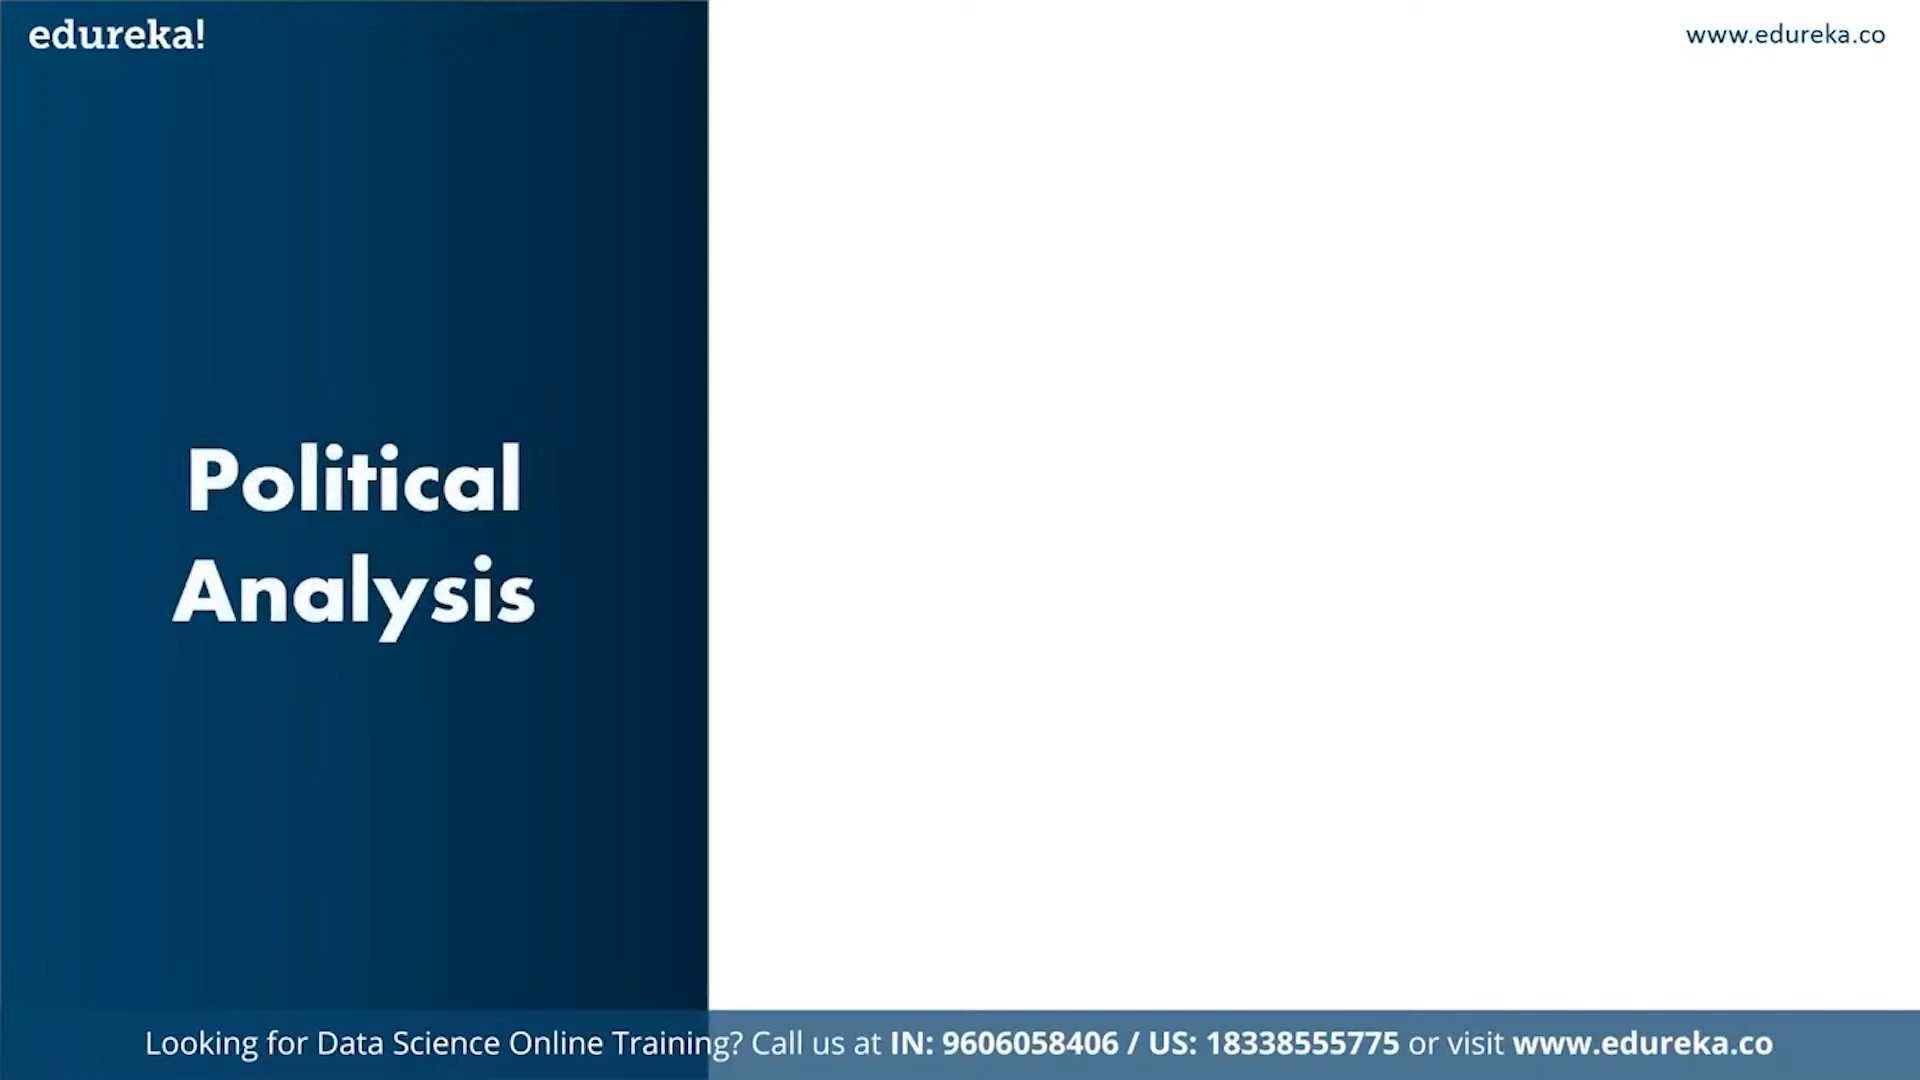 edureka!
www.edureka.co
Political
Analysis
Looking for Data Science Online Training? Call us at IN: 9606058406 / US: 18338555775 or visit www.edureka.co